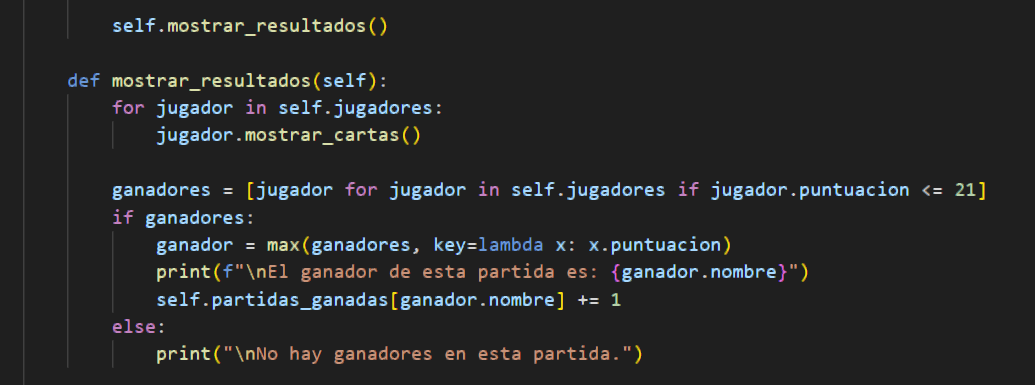 self.mostrar_resultados()
def mostrar_resultados(self):
for jugador in self.jugadores:
jugador.mostrar_cartas()
ganadores = [jugador for jugador in self.jugadores if jugador.puntuacion <= 21]
if ganadores:
ganador = max(ganadores, key=lambda x: x.puntuacion)
print(f"\nEl ganador de esta partida es: {ganador.nombre}")
self.partidas_ganadas[ganador.nombre] += 1
else:
print("\nNo hay ganadores en esta partida.")